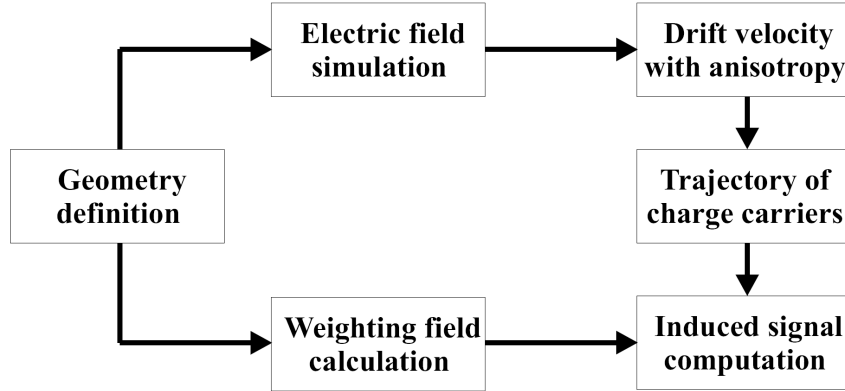 Electric field
simulation
Drift velocity
with anisotropy
Geometry
definition
Trajectory of
charge carriers
Weighting field
calculation
Induced signal
computation